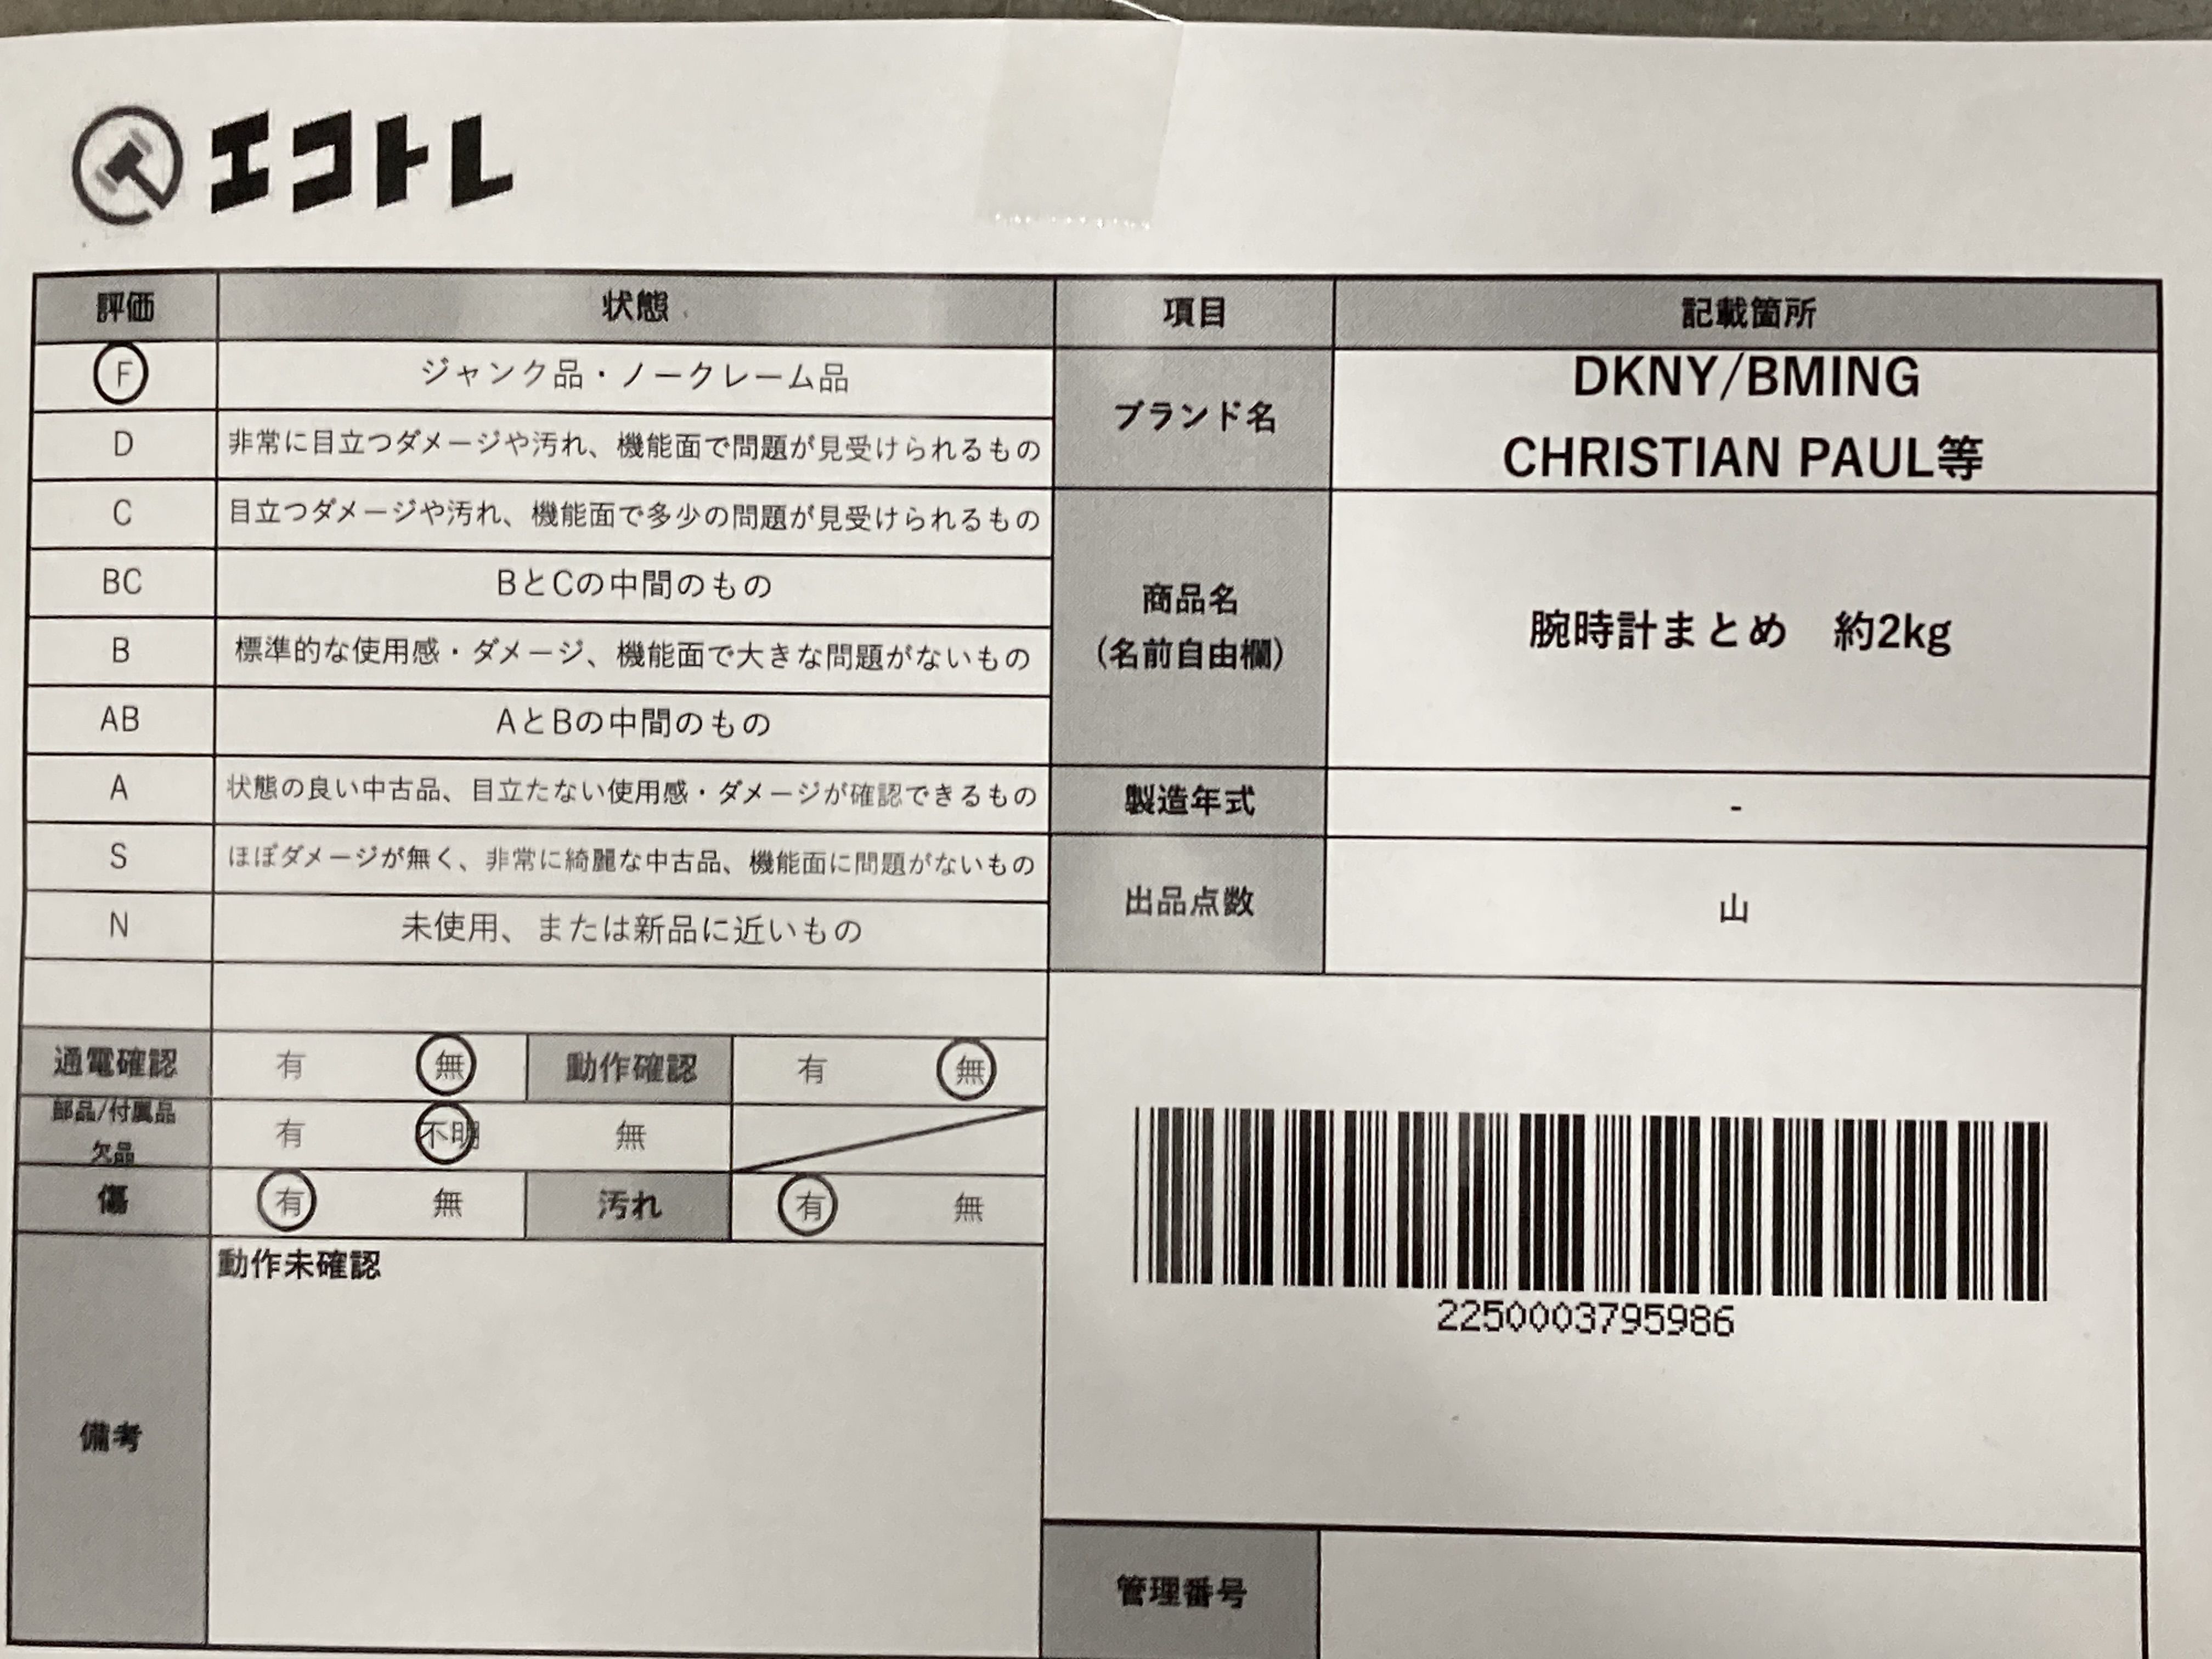 エコトレ
評価 状態 項目 記載箇所
F ジャンク品・ノークレーム品
D 非常に目立つダメージや汚れ、機能面で問題が見受けられるもの
C 目立つダメージや汚れ、機能面で多少の問題が見受けられるもの
BC BとCの中間のもの
B 標準的な使用感・ダメージ、機能面で大きな問題がないもの
AB AとBの中間のもの
A 状態の良い中古品、目立たない使用感・ダメージが確認できるもの
S ほぼダメージが無く、非常に綺麗な中古品、機能面に問題がないもの
N 未使用、または新品に近いもの
ブランド名
DKNY/BMING
CHRISTIAN PAUL等
商品名
(名前自由欄)
腕時計まとめ 約2kg
製造年式 -
出品点数 山
通電確認 有 無 動作確認 有 無
部品/付属品
欠品
有 不明 無
傷 有 無 汚れ 有 無
備考
動作未確認
2250003795986
管理番号